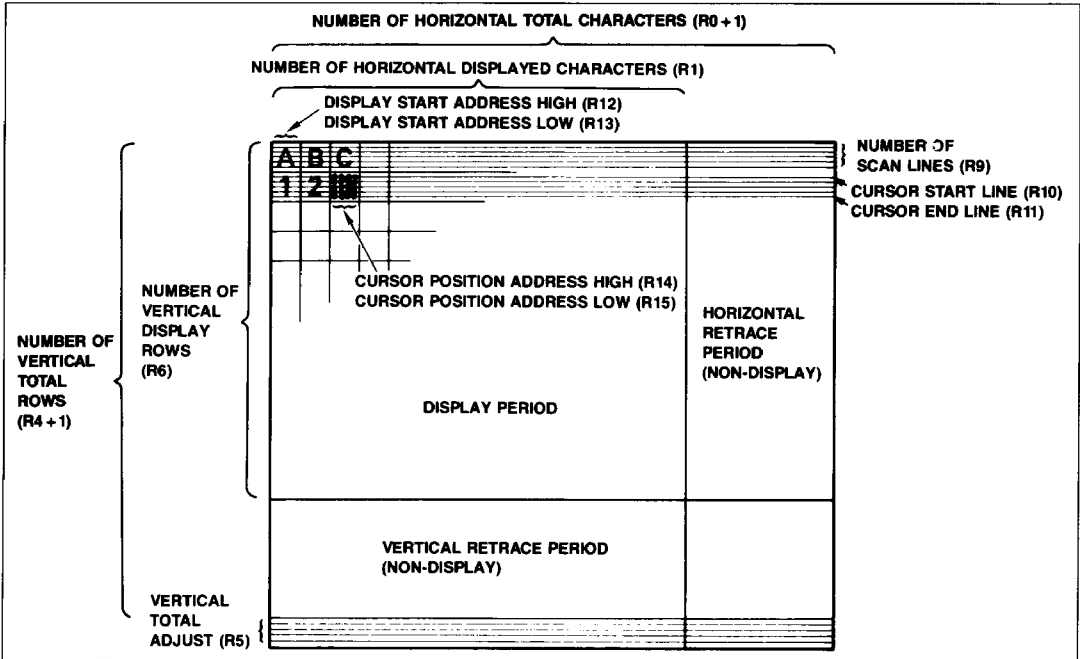 NUMBER OF HORIZONTAL TOTAL CHARACTERS (R0+1)
NUMBER OF HORIZONTAL DISPLAYED CHARACTERS (R1)
DISPLAY START ADDRESS HIGH (R12)
DISPLAY START ADDRESS LOW (R13)
A B C
1 2
NUMBER OF
SCAN LINES (R9)
CURSOR START LINE (R10)
CURSOR END LINE (R11)
CURSOR POSITION ADDRESS HIGH (R14)
CURSOR POSITION ADDRESS LOW (R15)
NUMBER OF
VERTICAL
DISPLAY
ROWS
(R6)
NUMBER OF
VERTICAL
TOTAL
ROWS
(R4+1)
HORIZONTAL
RETRACE
PERIOD
(NON-DISPLAY)
DISPLAY PERIOD
VERTICAL RETRACE PERIOD
(NON-DISPLAY)
VERTICAL
TOTAL
ADJUST (R5)